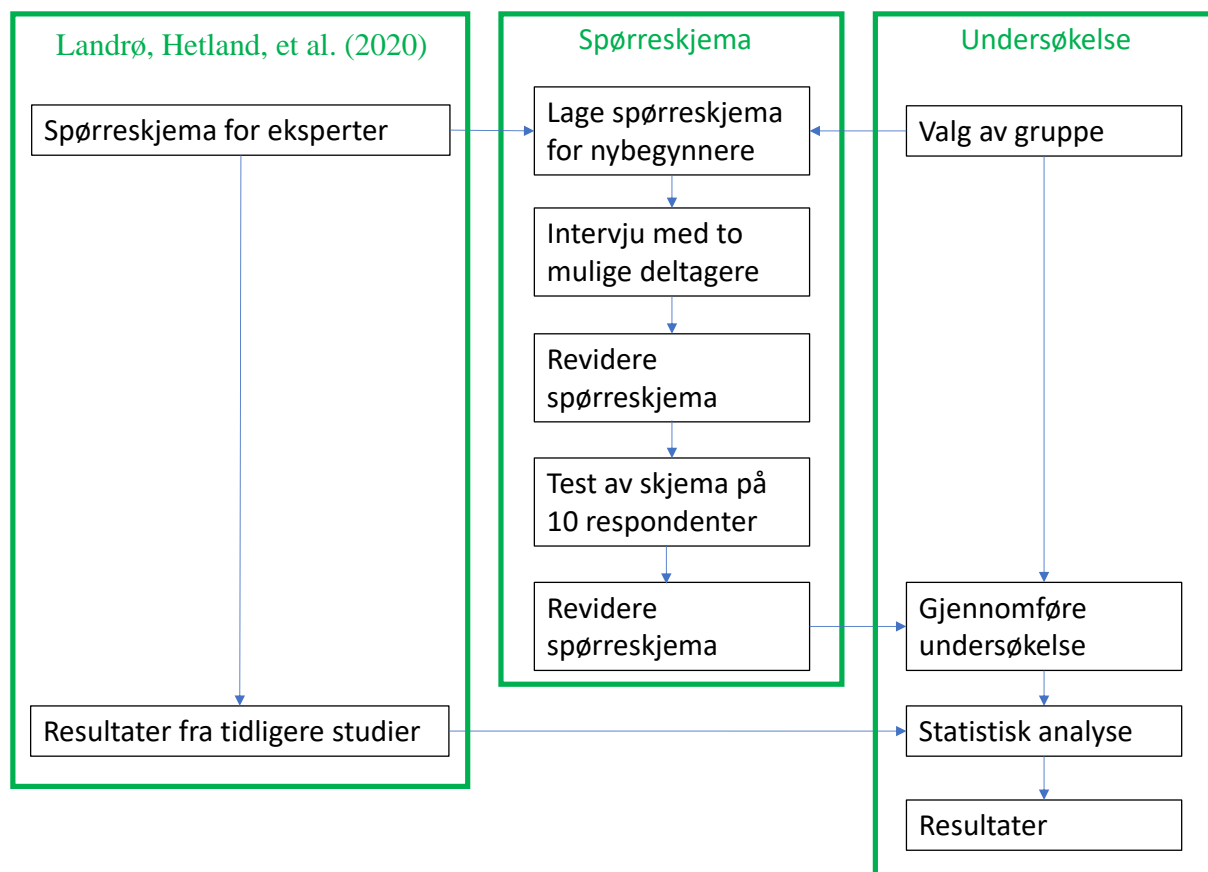 Landrø, Hetland, et al. (2020)
Spørreskjema for eksperter
Resultater fra tidligere studier
Spørreskjema
Lage spørreskjema
for nybegynnere
Intervju med to
mulige deltagere
Revidere
spørreskjema
Test av skjema på
10 respondenter
Revidere
spørreskjema
Undersøkelse
Valg av gruppe
Gjennomføre
undersøkelse
Statistisk analyse
Resultater